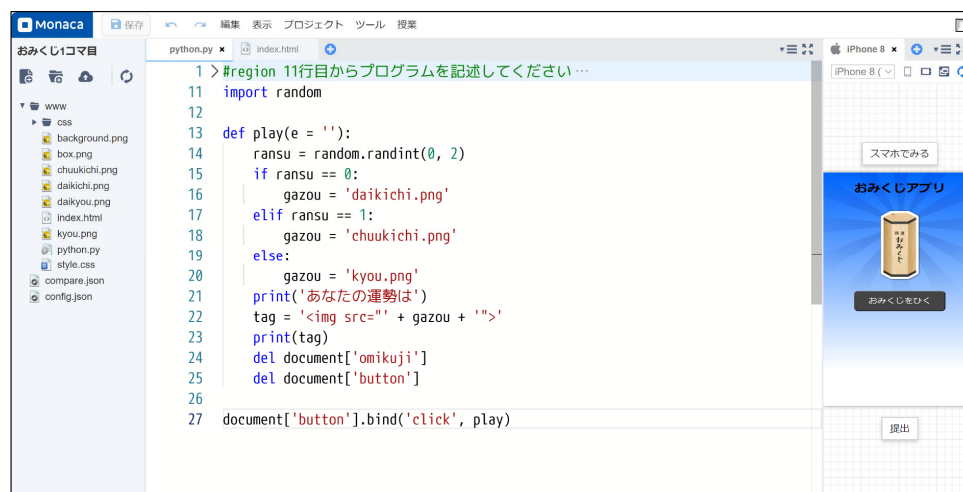 Monaca 保存 編集 表示 プロジェクト ツール 授業
おみくじ1コマ目
www
css
background.png
box.png
chuukichi.png
daikichi.png
daikyou.png
index.html
kyou.png
python.py
style.css
compare.json
config.json
python.py × index.html
1 #region 11行目からプログラムを記述してください…
11 import random
12
13 def play(e = ''):
14     ransu = random.randint(0, 2)
15     if ransu == 0:
16         gazou = 'daikichi.png'
17     elif ransu == 1:
18         gazou = 'chuukichi.png'
19     else:
20         gazou = 'kyou.png'
21     print('あなたの運勢は')
22     tag = '<img src="' + gazou + '">'
23     print(tag)
24     del document['omikuji']
25     del document['button']
26
27 document['button'].bind('click', play)
iPhone 8 ×
iPhone 8 (
スマホでみる
おみくじアプリ
おみくじ
おみくじをひく
提出